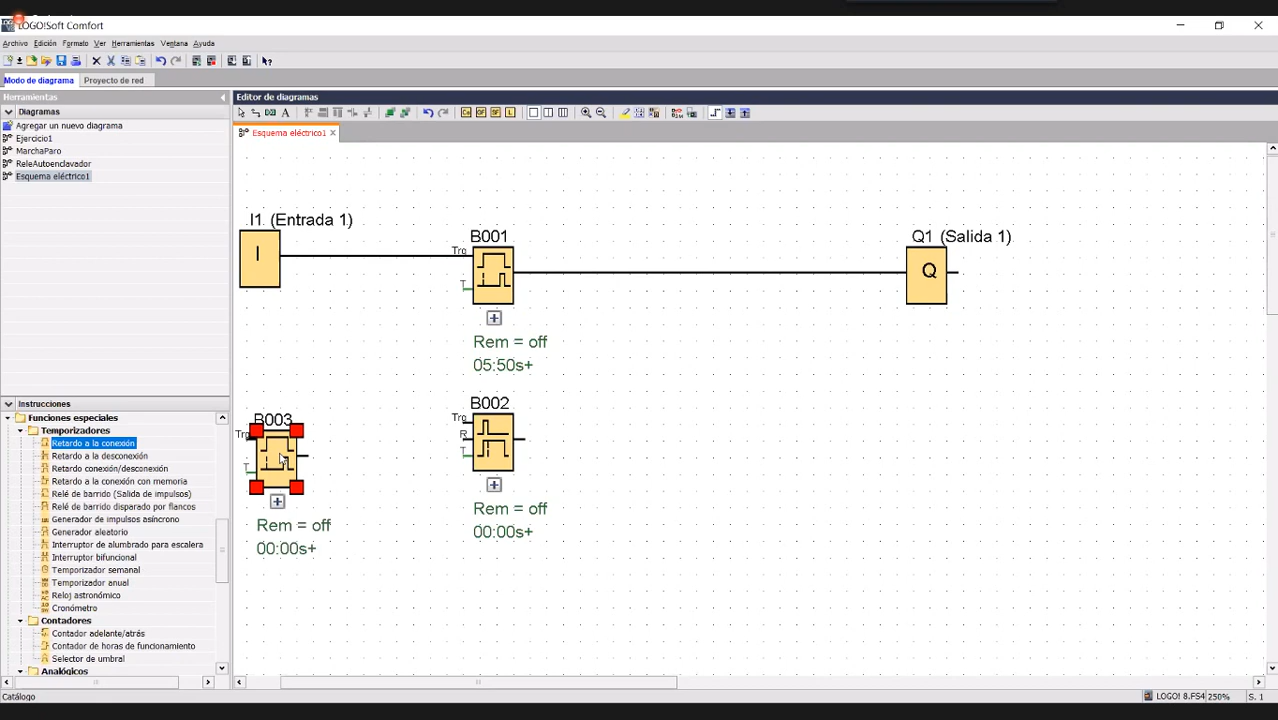 LOGO!Soft Comfort
Archivo Edición Formato Ver Herramientas Ventana Ayuda
Modo de diagrama Proyecto de red
Herramientas
Diagramas
Agregar un nuevo diagrama
Ejercicio1
MarchaParo
ReleAutoenclavador
Esquema eléctrico1
Instrucciones
Funciones especiales
Temporizadores
Retardo a la conexión
Retardo a la desconexión
Retardo conexión/desconexión
Retardo a la conexión con memoria
Relé de barrido (Salida de impulsos)
Relé de barrido disparado por flancos
Generador de impulsos asíncrono
Generador aleatorio
Interruptor de alumbrado para escalera
Interruptor bifuncional
Temporizador semanal
Temporizador anual
Reloj astronómico
Cronómetro
Contadores
Contador adelante/atrás
Contador de horas de funcionamiento
Selector de umbral
Analógicos
Catálogo
Editor de diagramas
Esquema eléctrico1
I1 (Entrada 1)
I
B001
Trg
T
Rem = off
05:50s+
Q1 (Salida 1)
Q
B003
Trg
T
Rem = off
00:00s+
B002
Trg
R
T
Rem = off
00:00s+
LOGO! 8.FS4 250% S. 1